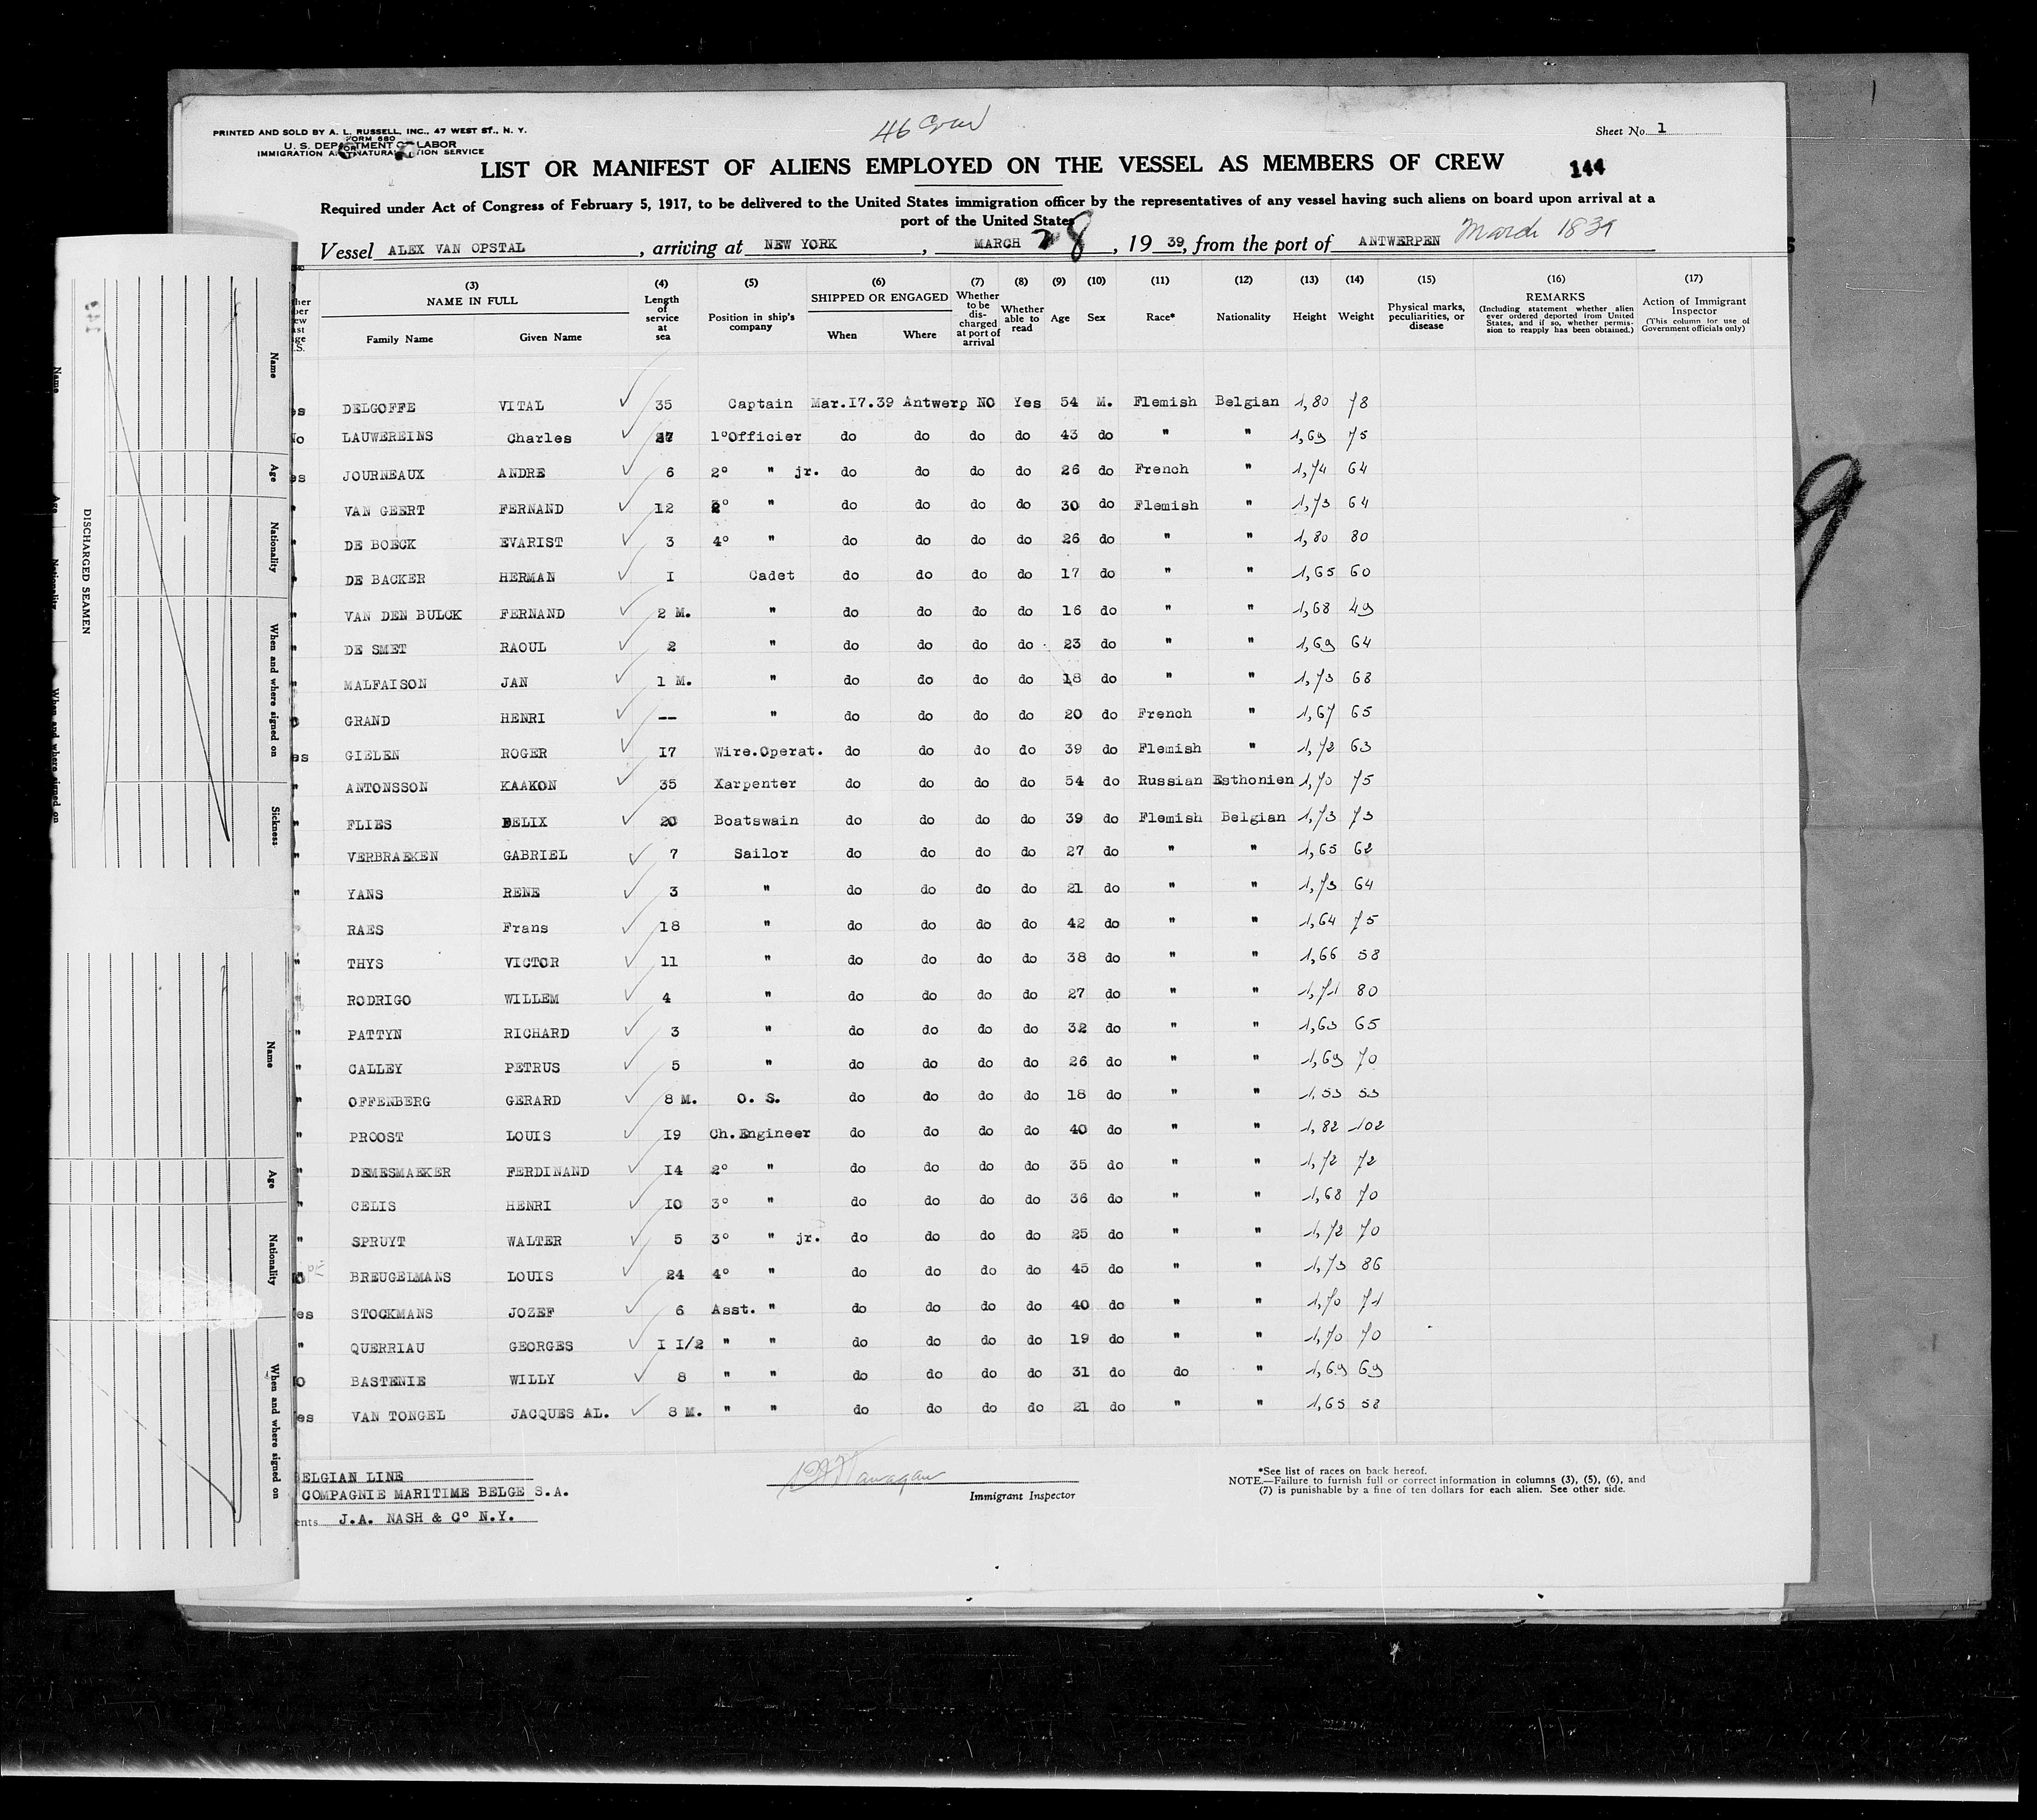 46 Crew
PRINTED AND SOLD BY A. L. RUSSELL, INC., 47 WEST ST., N. Y.
FORM 680
U. S. DEPARTMENT OF LABOR
IMMIGRATION AND NATURALIZATION SERVICE
Sheet No. 1
LIST OR MANIFEST OF ALIENS EMPLOYED ON THE VESSEL AS MEMBERS OF CREW
144
Required under Act of Congress of February 5, 1917, to be delivered to the United States immigration officer by the representatives of any vessel having such aliens on board upon arrival at a
port of the United States
Vessel ALEX VAN OPSTAL, arriving at NEW YORK, MARCH 28, 19 39, from the port of ANTWERPEN March 18 39
(3) (4) (5) (6) (7) (8) (9) (10) (11) (12) (13) (14) (15) (16) (17)
NAME IN FULL
Family Name Given Name
Length of service at sea
Position in ship's company
SHIPPED OR ENGAGED
When Where
Whether to be discharged at port of arrival
Whether able to read
Age Sex Race* Nationality Height Weight
Physical marks, peculiarities, or disease
REMARKS
(Including statement whether alien ever ordered deported from United States, and if so, whether permission to reapply has been obtained.)
Action of Immigrant Inspector
(This column for use of Government officials only)
es DELGOFFE VITAL 35 Captain Mar.I7.39 Antwerp NO Yes 54 M. Flemish Belgian 1,80 78
No LAUWEREINS Charles 27 1°Officier do do do do 43 do " " 1,69 75
es JOURNEAUX ANDRE 6 2° " jr. do do do do 26 do French " 1,74 64
" VAN GEERT FERNAND 12 3° " do do do do 30 do Flemish " 1,73 64
" DE BOECK EVARIST 3 4° " do do do do 26 do " " 1,80 80
" DE BACKER HERMAN I Cadet do do do do 17 do " " 1,65 60
" VAN DEN BULCK FERNAND 2 M. " do do do do 16 do " " 1,68 49
" DE SMET RAOUL 2 " do do do do 23 do " " 1,69 64
" MALFAISON JAN 1 M. " do do do do 18 do " " 1,73 68
o GRAND HENRI -- " do do do do 20 do French " 1,67 65
es GIELEN ROGER I7 Wire.Operat. do do do do 39 do Flemish " 1,72 63
" ANTONSSON KAAKON 35 Xarpenter do do do do 54 do Russian Esthonien 1,70 75
" FLIES FELIX 20 Boatswain do do do do 39 do Flemish Belgian 1,73 73
" VERBRAEKEN GABRIEL 7 Sailor do do do do 27 do " " 1,65 62
" YANS RENE 3 " do do do do 21 do " " 1,73 64
" RAES Frans 18 " do do do do 42 do " " 1,64 75
" THYS VICTOR 11 " do do do do 38 do " " 1,66 58
" RODRIGO WILLEM 4 " do do do do 27 do " " 1,71 80
" PATTYN RICHARD 3 " do do do do 32 do " " 1,63 65
" CALLEY PETRUS 5 " do do do do 26 do " " 1,69 70
" OFFENBERG GERARD 8 M. O. S. do do do do 18 do " " 1,53 53
" PROOST LOUIS I9 Ch.Engineer do do do do 40 do " " 1,82 102
" DEMESMAEKER FERDINAND I4 2° " do do do do 35 do " " 1,72 72
" CELIS HENRI I0 3° " do do do do 36 do " " 1,68 70
" SPRUYT WALTER 5 3° " jr. do do do do 25 do " " 1,72 70
BREUGELMANS LOUIS 24 4° " do do do do 45 do " " 1,73 86
es STOCKMANS JOZEF 6 Asst. " do do do do 40 do " " 1,70 71
" QUERRIAU GEORGES I I/2 " " do do do do 19 do " " 1,70 70
o BASTENIE WILLY 8 " " do do do do 31 do do " 1,69 69
es VAN TONGEL JACQUES AL. 8 M. " " do do do do 21 do " " 1,65 58
ELGIAN LINE
COMPAGNIE MARITIME BELGE S.A.
ents J.A. NASH & C° N.Y.
Immigrant Inspector
*See list of races on back hereof.
NOTE.—Failure to furnish full or correct information in columns (3), (5), (6), and
(7) is punishable by a fine of ten dollars for each alien. See other side.
DISCHARGED SEAMEN
Name Age Nationality When and where signed on Sickness
Name Age Nationality When and where signed on